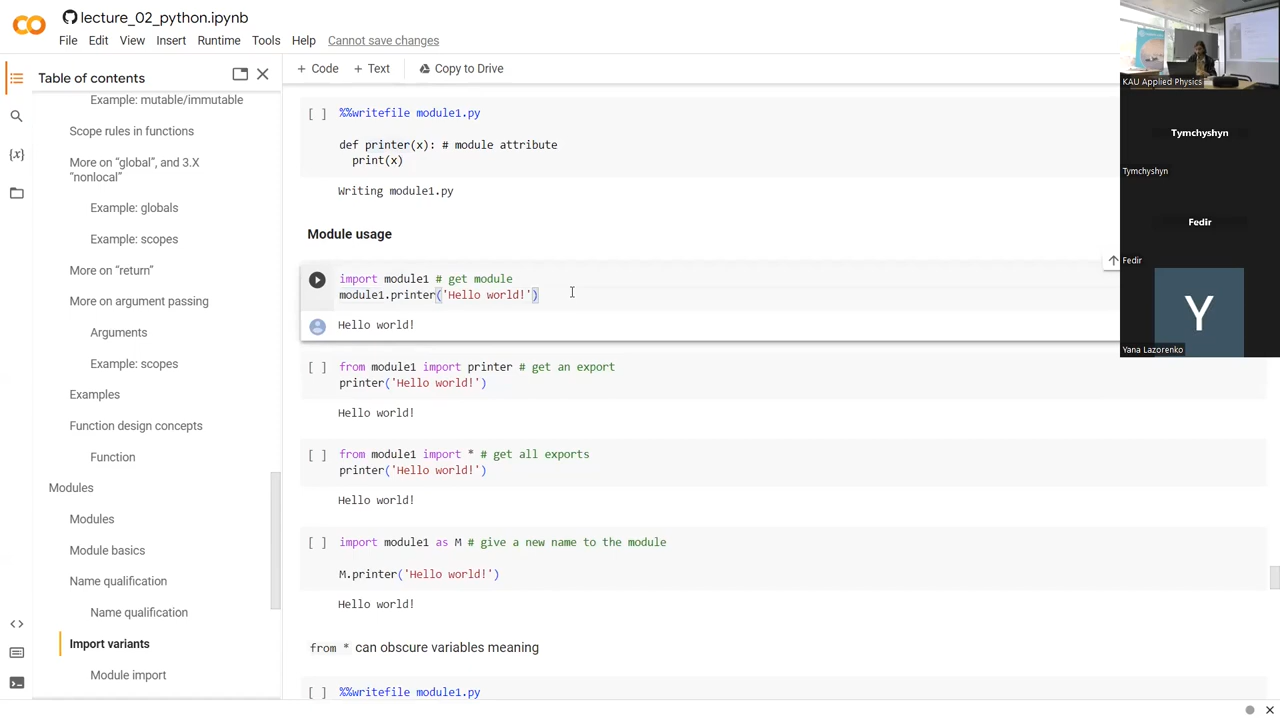 lecture_02_python.ipynb
File Edit View Insert Runtime Tools Help Cannot save changes
Table of contents
+ Code + Text Copy to Drive
Example: mutable/immutable
Scope rules in functions
More on “global”, and 3.X
“nonlocal”
Example: globals
Example: scopes
More on “return”
More on argument passing
Arguments
Example: scopes
Examples
Function design concepts
Function
Modules
Modules
Module basics
Name qualification
Name qualification
Import variants
Module import
[ ] %%writefile module1.py
def printer(x): # module attribute
print(x)
Writing module1.py
Module usage
import module1 # get module
module1.printer('Hello world!')
Hello world!
[ ] from module1 import printer # get an export
printer('Hello world!')
Hello world!
[ ] from module1 import * # get all exports
printer('Hello world!')
Hello world!
[ ] import module1 as M # give a new name to the module
M.printer('Hello world!')
Hello world!
from * can obscure variables meaning
[ ] %%writefile module1.py
KAU Applied Physics
Tymchyshyn
Tymchyshyn
Fedir
Fedir
Y
Yana Lazorenko